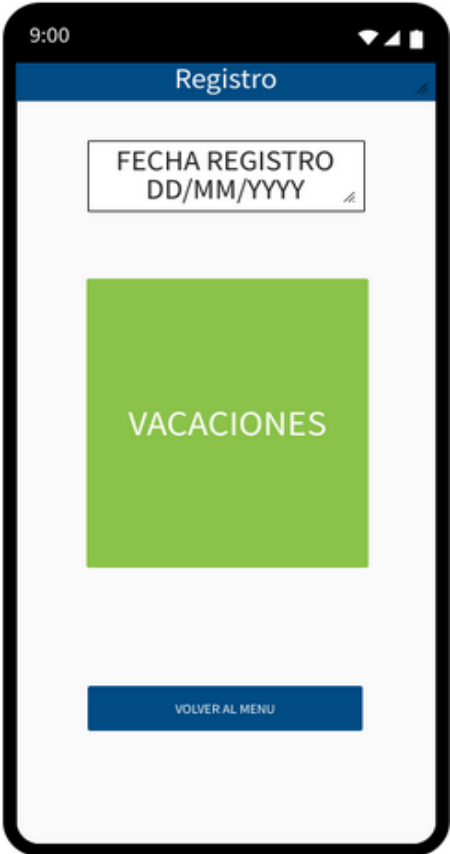 9:00
Registro
FECHA REGISTRO
DD/MM/YYYY
VACACIONES
VOLVER AL MENU